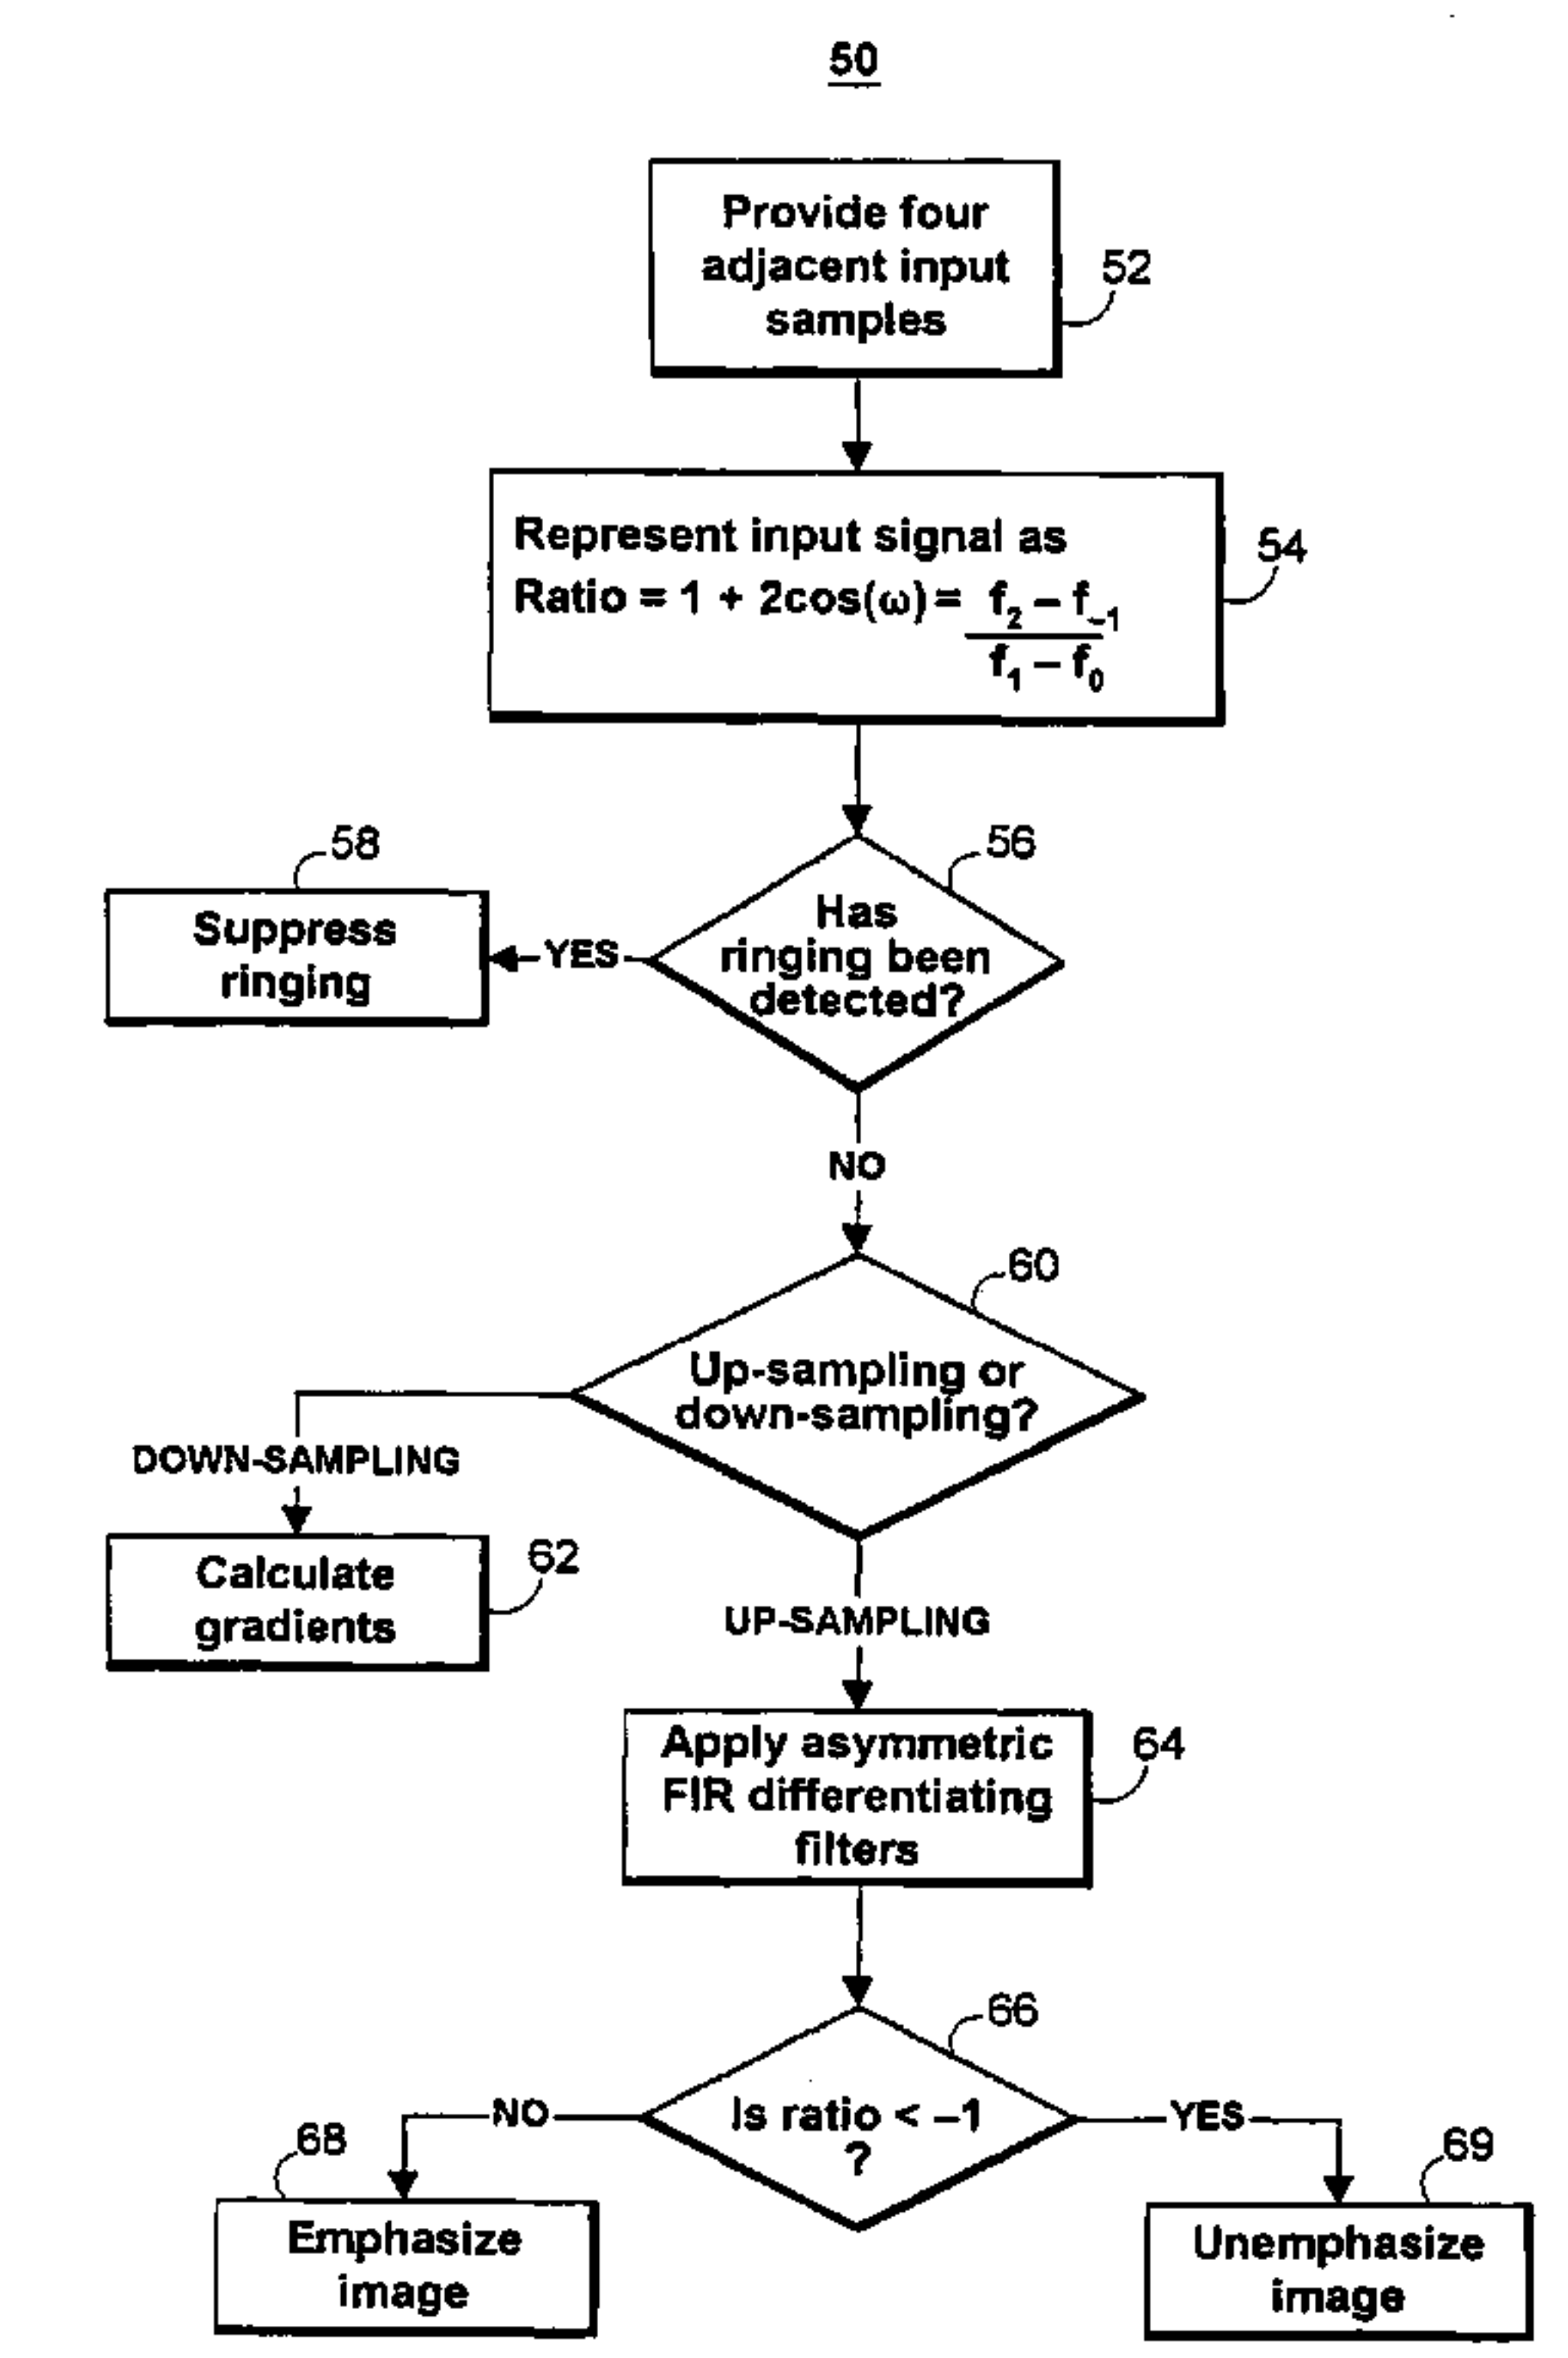 50
Provide four
adjacent input
samples
52
Represent input signal as
Ratio = 1 + 2cos(ω) = f₂ – f₋₁
f₁ – f₀
54
58
Suppress
ringing
YES
56
Has
ringing been
detected?
NO
60
Up-sampling or
down-sampling?
DOWN-SAMPLING
Calculate
gradients
62
UP-SAMPLING
Apply asymmetric
FIR differentiating
filters
64
66
Is ratio < –1
?
NO
YES
68
Emphasize
image
69
Unemphasize
image